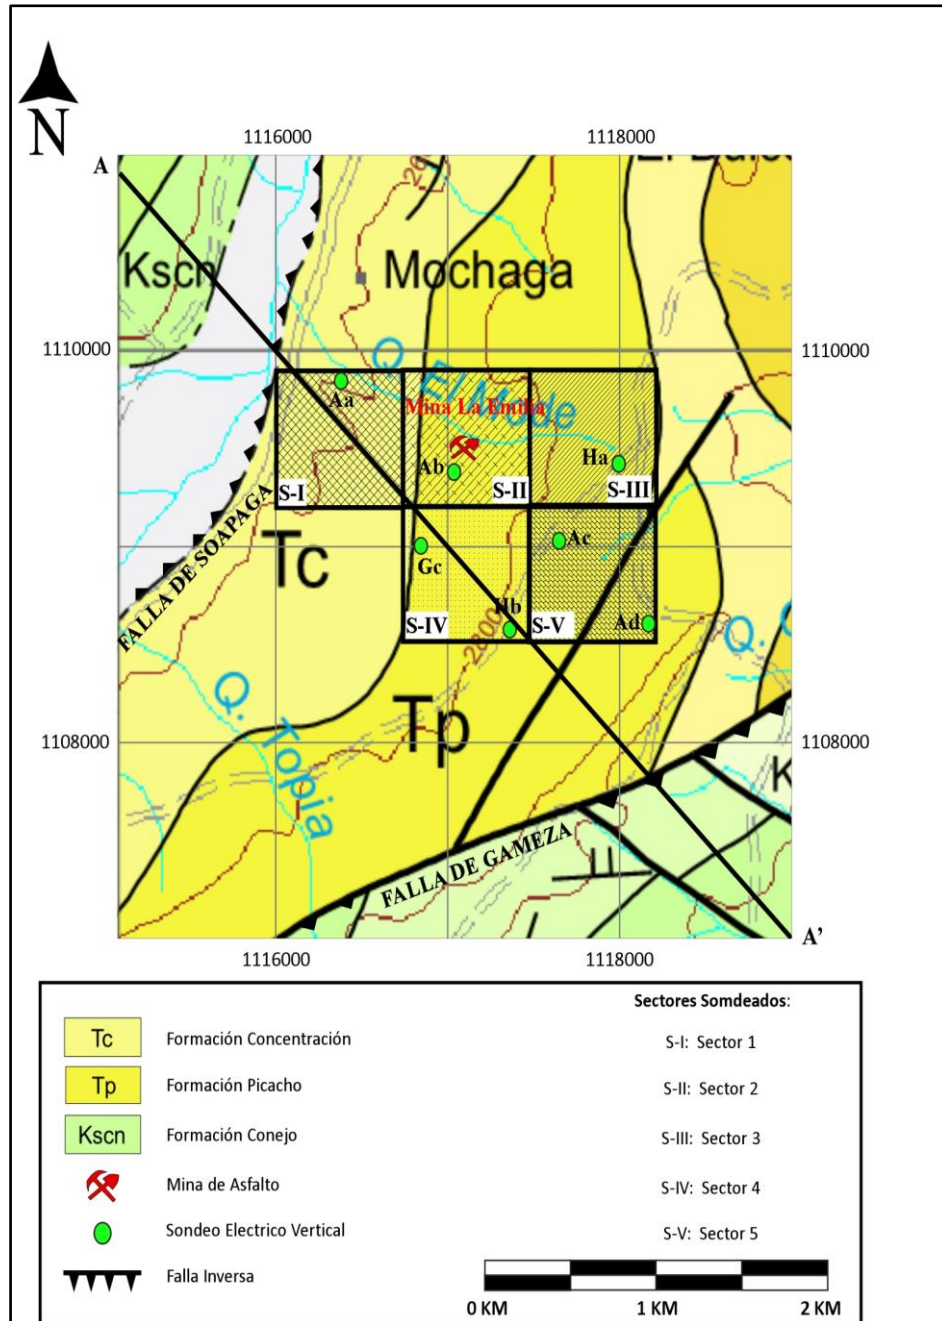 N
1116000 1118000
A
Kscn
Mochaga
1110000 1110000
Q. El Mode
Aa
Mina La Emilia
Ab
Ha
S-I
S-II
S-III
FALLA DE SOAPAGA
Tc
Gc
Ac
Hb
Ad
S-IV
S-V
2800
Q. Topia
Tp
1108000 1108000
K
FALLA DE GAMEZA
A'
1116000 1118000
Sectores Somdeados:
Tc Formación Concentración S-I: Sector 1
Tp Formación Picacho S-II: Sector 2
Kscn Formación Conejo S-III: Sector 3
Mina de Asfalto S-IV: Sector 4
Sondeo Electrico Vertical S-V: Sector 5
Falla Inversa
0 KM 1 KM 2 KM